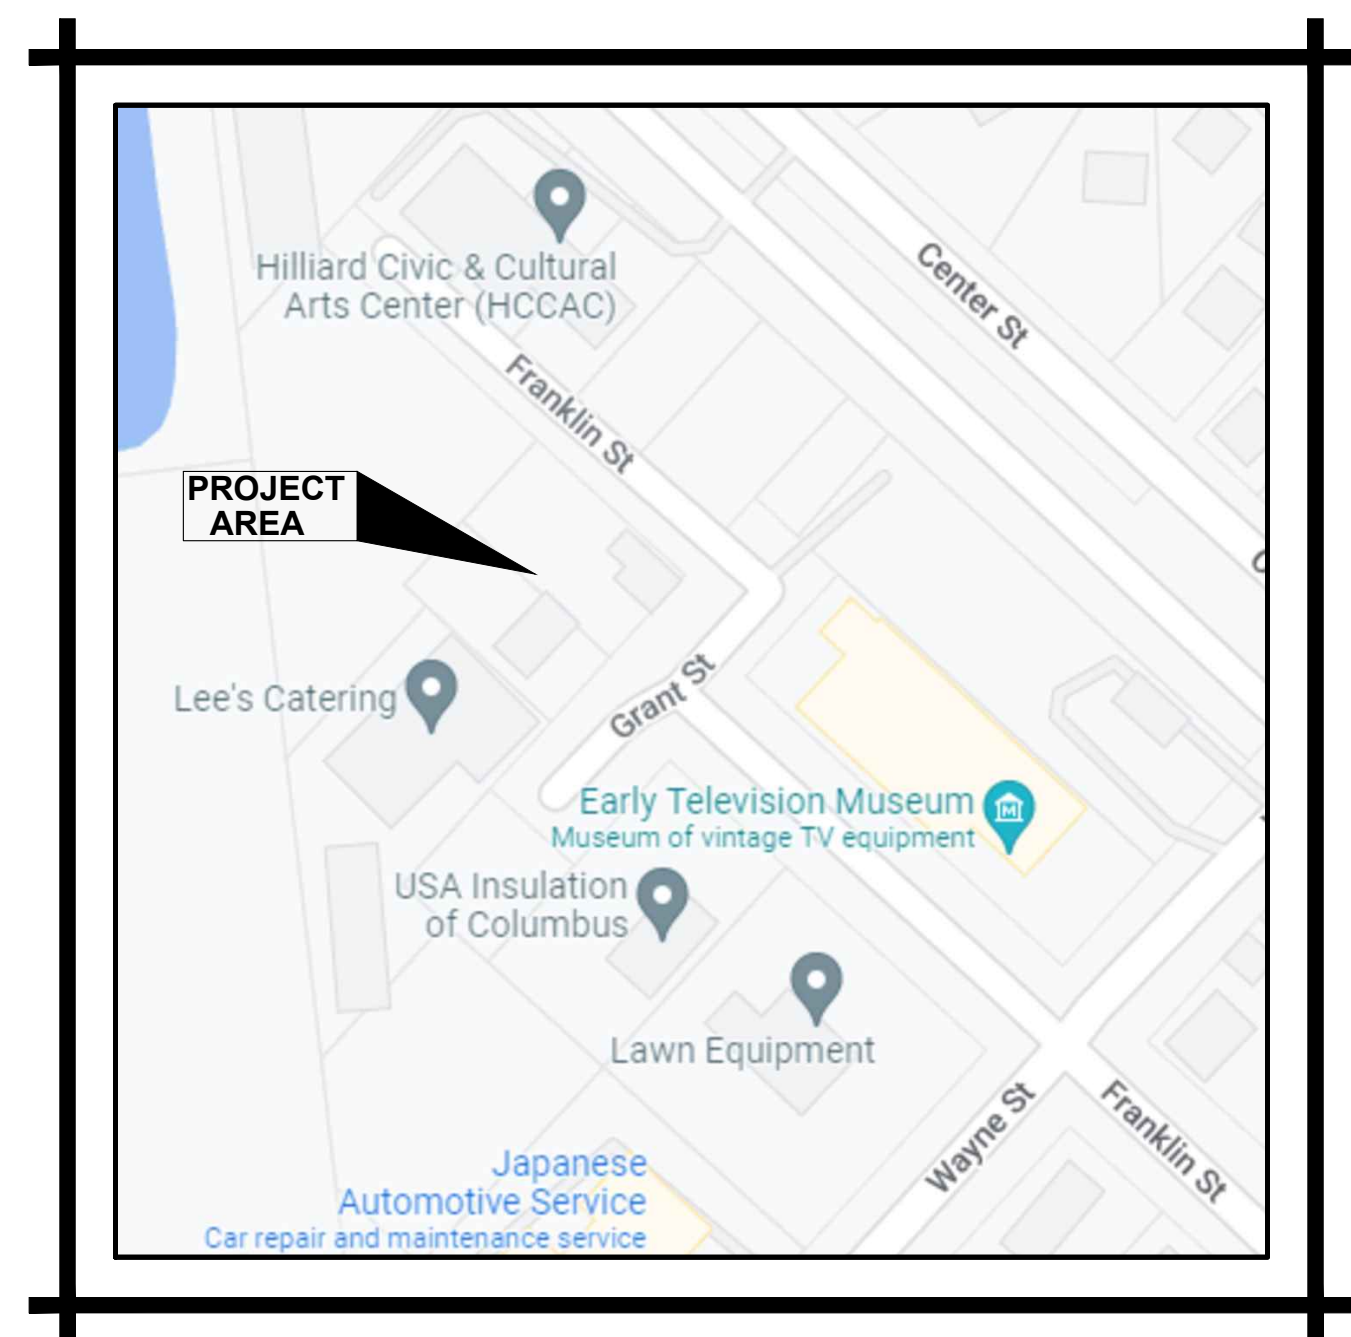 Hilliard Civic & Cultural
Arts Center (HCCAC)
Center St
Franklin St
PROJECT
AREA
C
Lee's Catering
Grant St
Early Television Museum
Museum of vintage TV equipment
USA Insulation
of Columbus
Lawn Equipment
Wayne St
Franklin St
Japanese
Automotive Service
Car repair and maintenance service